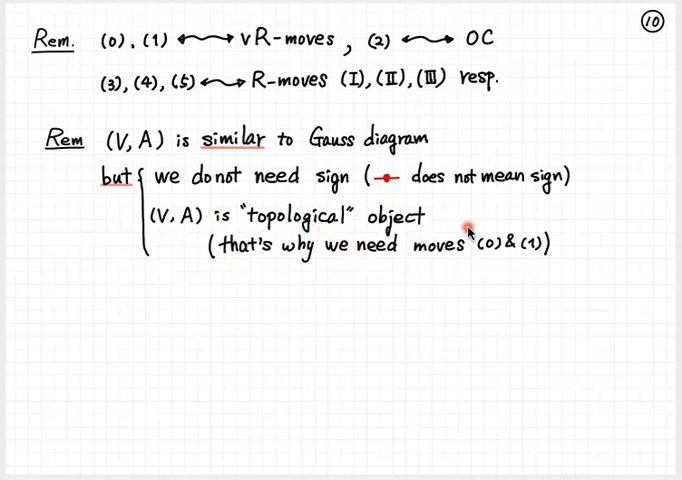 ⑩
Rem. (0), (1) ⟷ vR-moves, (2) ⟷ OC
(3), (4), (5) ⟷ R-moves (I), (II), (III) resp.
Rem (V, A) is similar to Gauss diagram
but { we do not need sign ( does not mean sign)
(V, A) is "topological" object
(that's why we need moves (0) & (1))